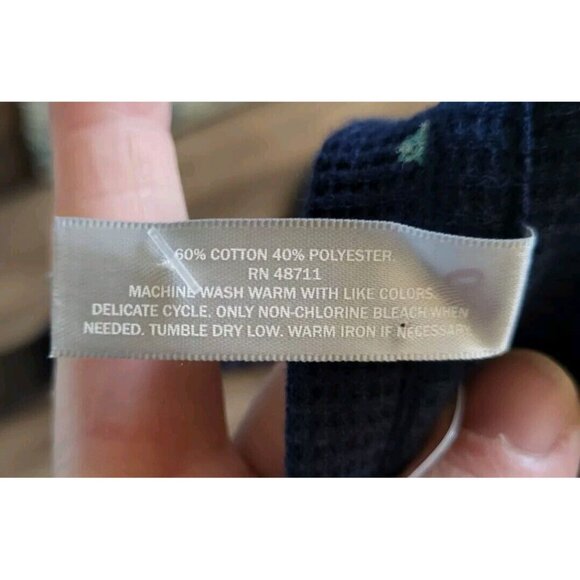 60% COTTON 40% POLYESTER.
RN 48711
MACHINE WASH WARM WITH LIKE COLORS.
DELICATE CYCLE. ONLY NON-CHLORINE BLEACH WHEN
NEEDED. TUMBLE DRY LOW. WARM IRON IF NECESSARY